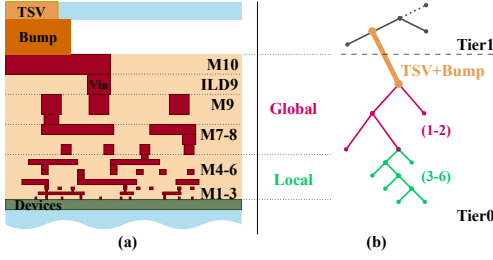 TSV
Bump
M10
Via
ILD9
M9
M7-8
M4-6
M1-3
Devices
(a)
Tier1
TSV+Bump
Global
(1-2)
Local
(3-6)
Tier0
(b)